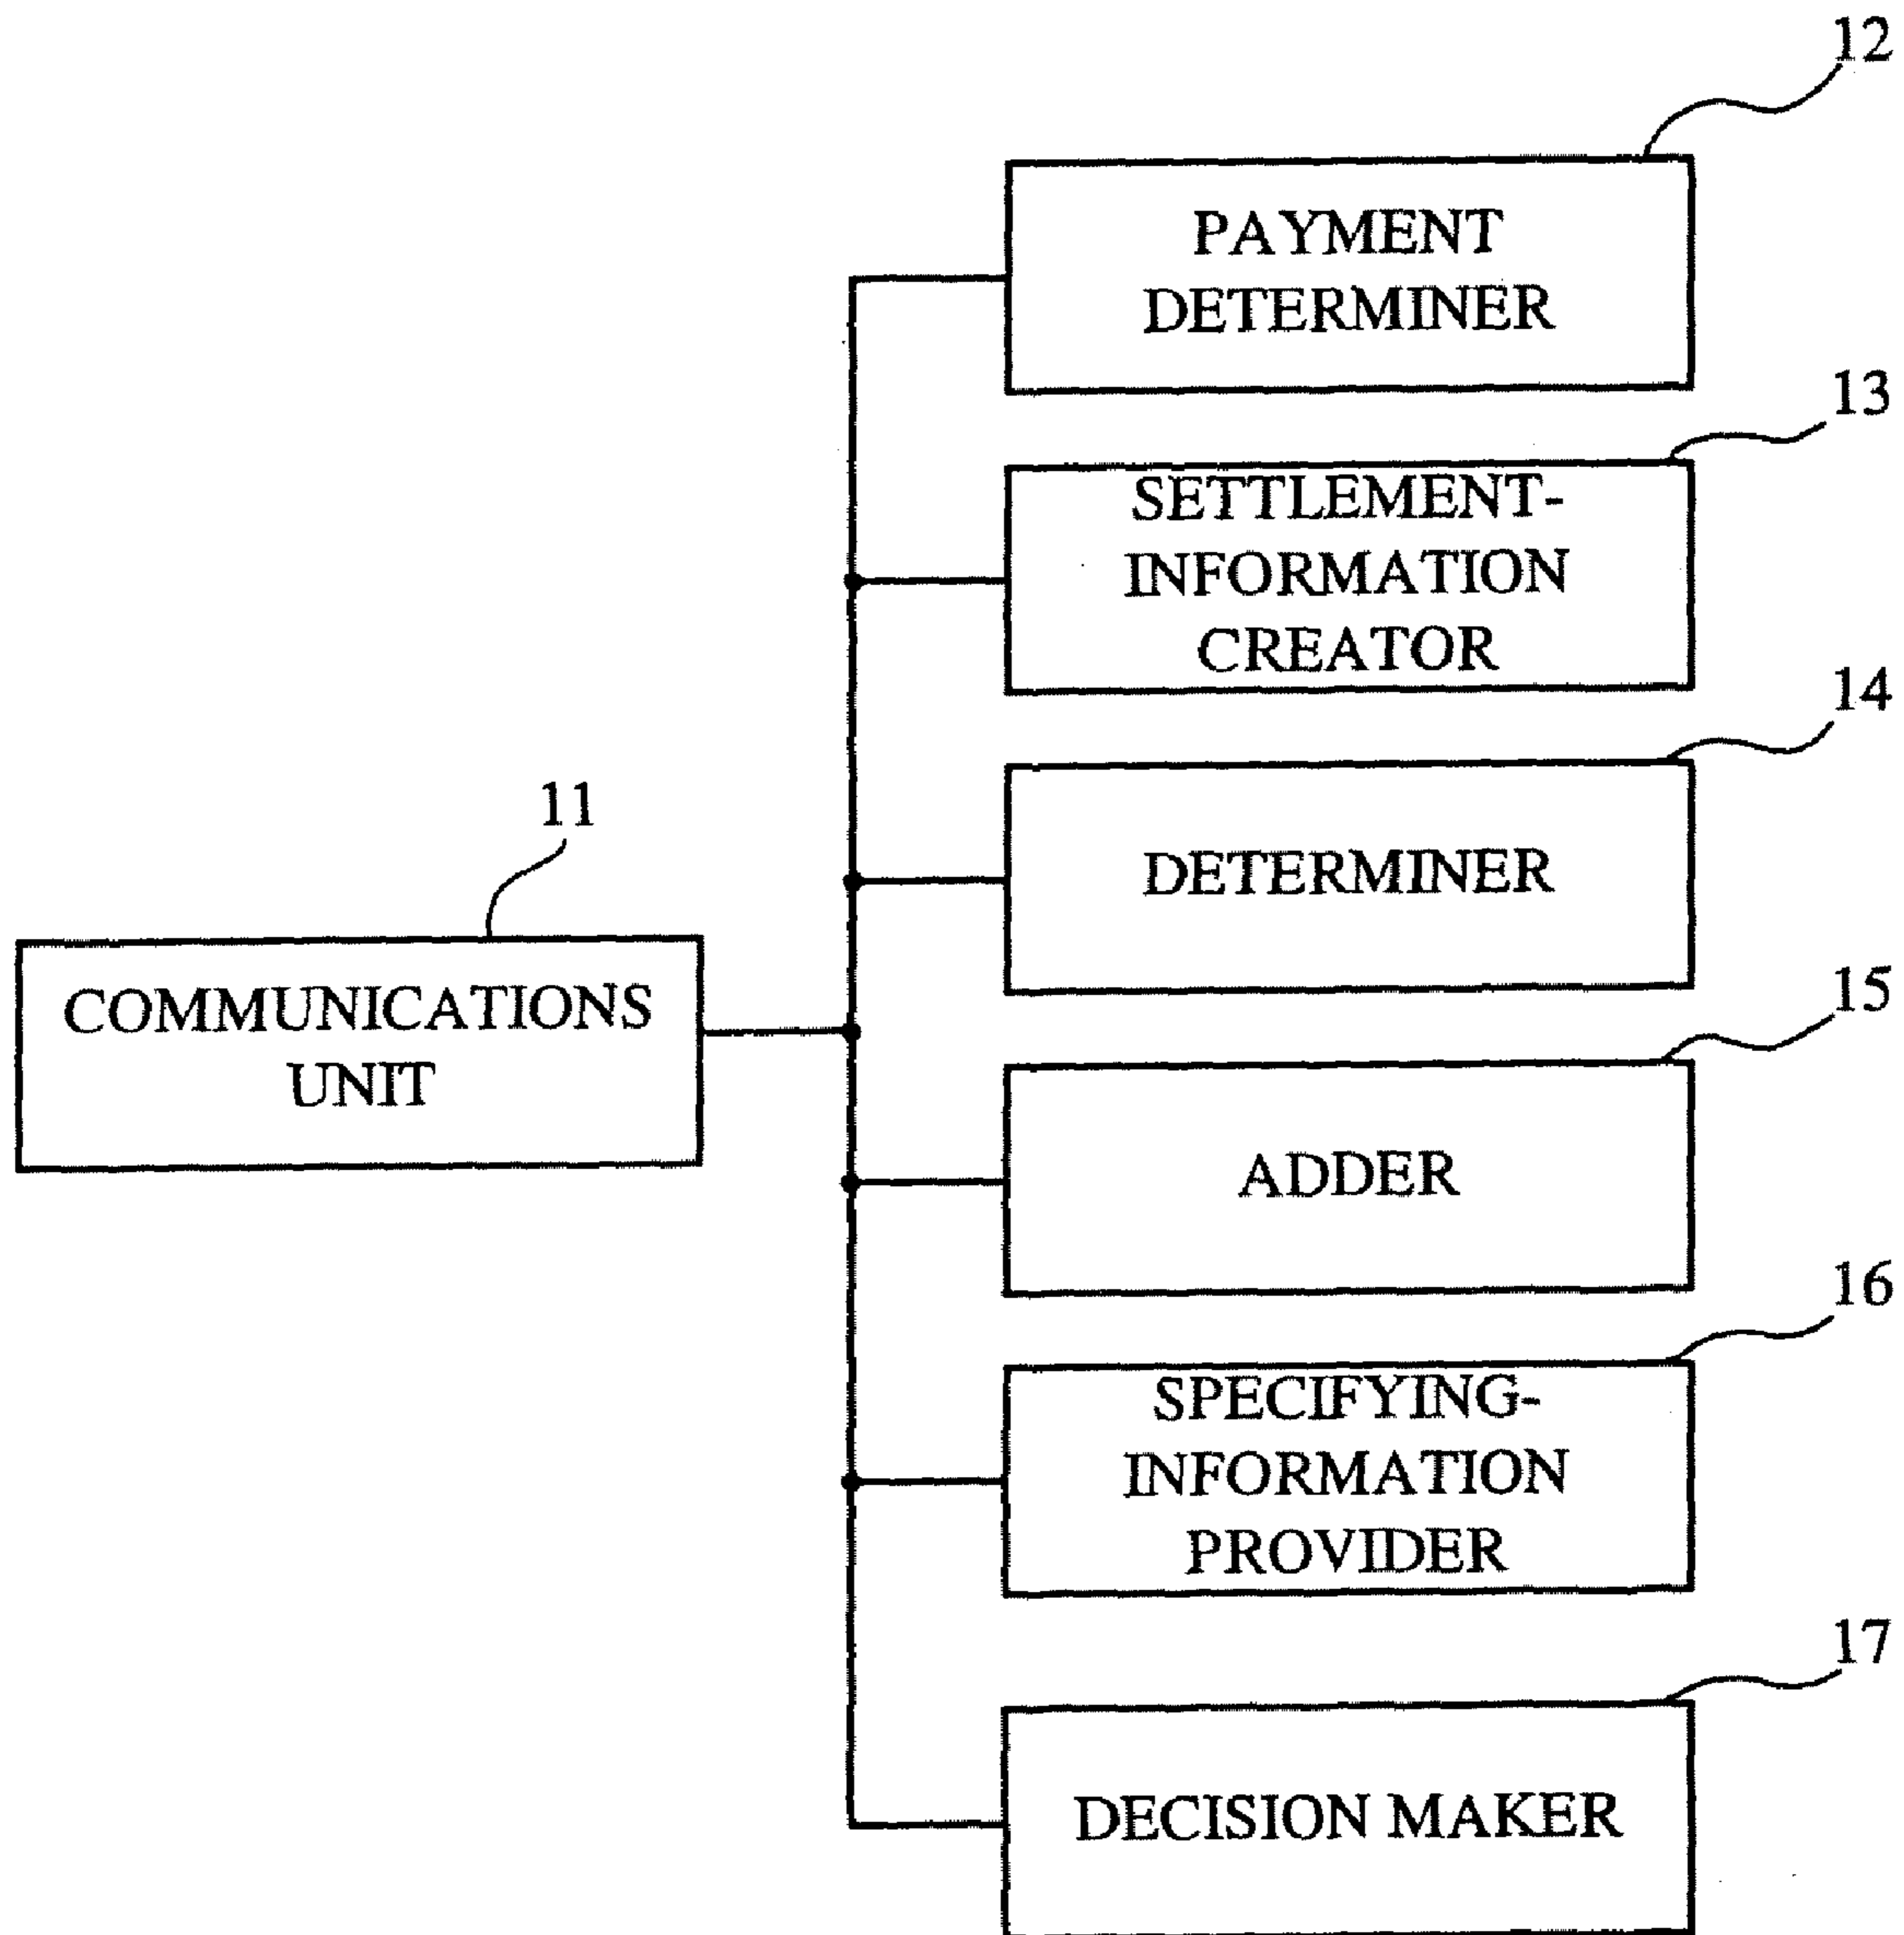 12
PAYMENT
DETERMINER
13
SETTLEMENT-
INFORMATION
CREATOR
14
DETERMINER
11
COMMUNICATIONS
UNIT
15
ADDER
16
SPECIFYING-
INFORMATION
PROVIDER
17
DECISION MAKER